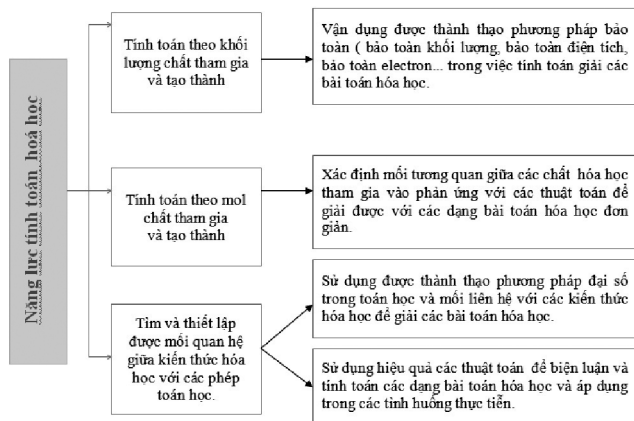 Năng lực tính toán hoá học
Tính toán theo khối
lượng chất tham gia
và tạo thành
Vận dụng được thành thạo phương pháp bảo
toàn ( bảo toàn khối lượng, bảo toàn điện tích,
bảo toàn electron... trong việc tính toán giải các
bài toán hóa học.
Tính toán theo mol
chất tham gia
và tạo thành
Xác định mối tương quan giữa các chất hóa học
tham gia vào phản ứng với các thuật toán để
giải được với các dạng bài toán hóa học đơn
giản.
Tìm và thiết lập
được mối quan hệ
giữa kiến thức hóa
học với các phép
toán học.
Sử dụng được thành thạo phương pháp đại số
trong toán học và mối liên hệ với các kiến thức
hóa học để giải các bài toán hóa học.
Sử dụng hiệu quả các thuật toán để biện luận và
tính toán các dạng bài toán hóa học và áp dụng
trong các tình huống thực tiễn.